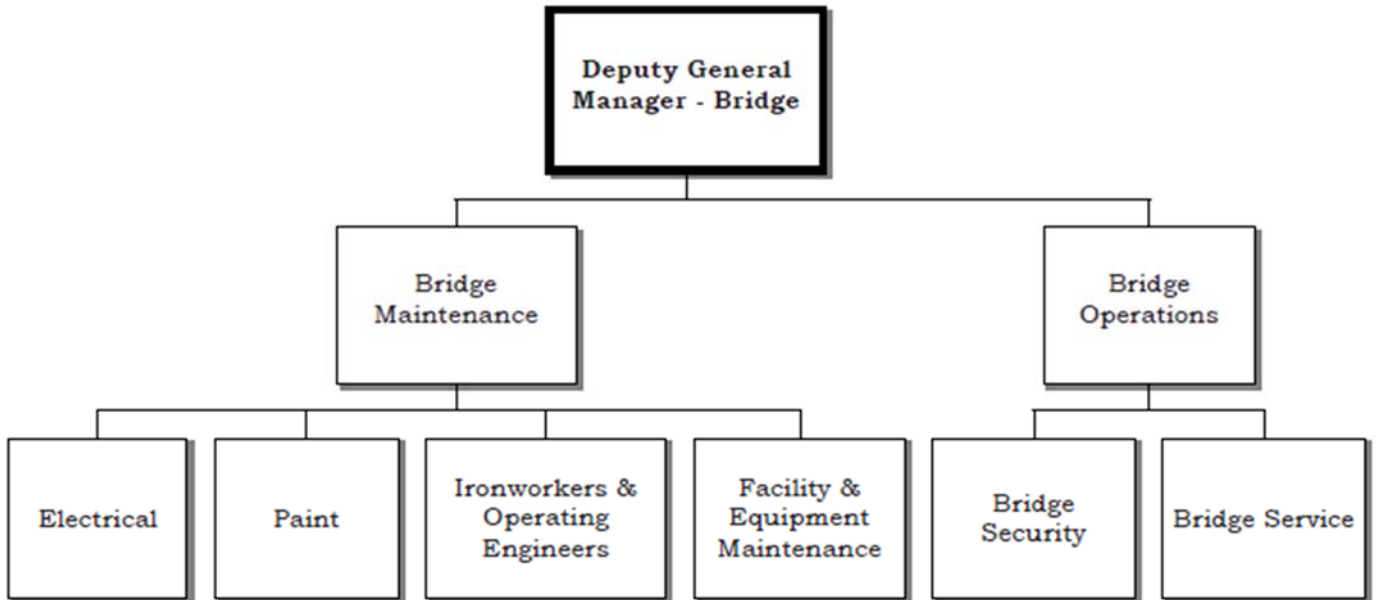 Deputy General
Manager - Bridge
Bridge
Maintenance
Bridge
Operations
Electrical
Paint
Ironworkers &
Operating
Engineers
Facility &
Equipment
Maintenance
Bridge
Security
Bridge Service